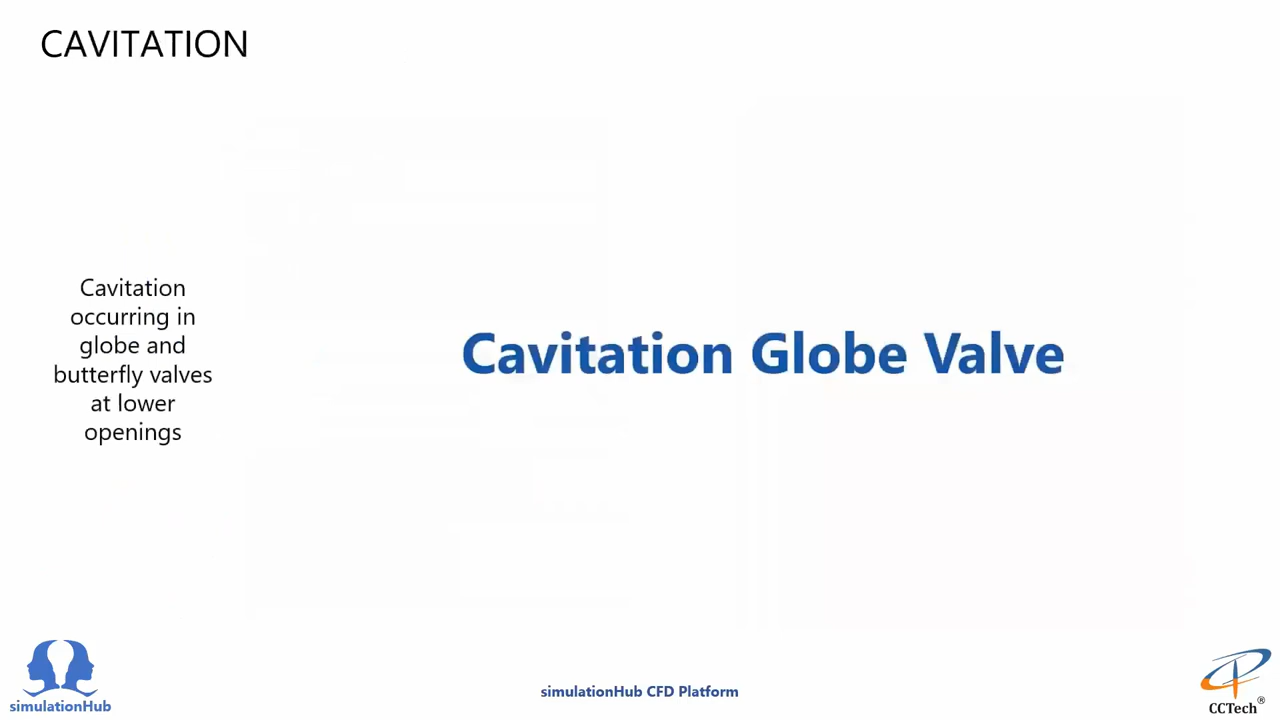 CAVITATION
Cavitation
occurring in
globe and
butterfly valves
at lower
openings
Cavitation Globe Valve
simulationHub
simulationHub CFD Platform
CCTech®